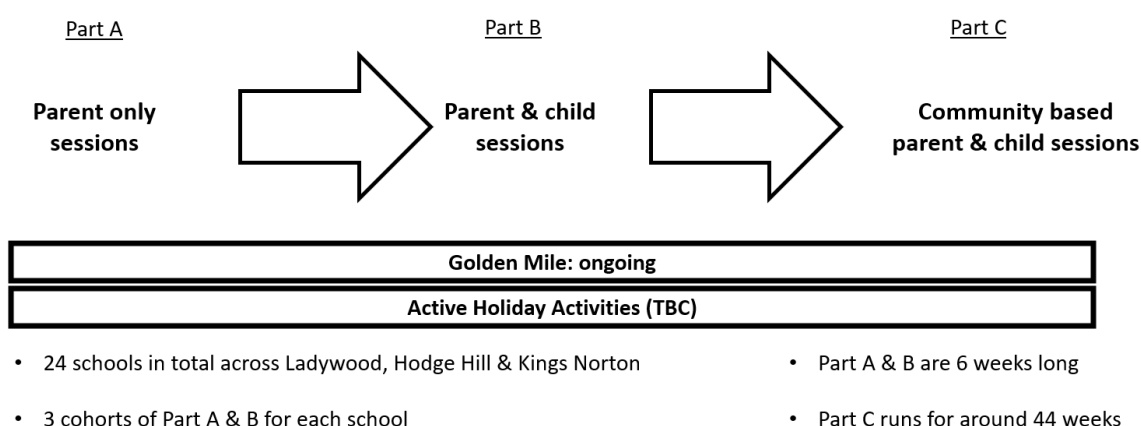 Part A
Part B
Part C
Parent only
sessions
Parent & child
sessions
Community based
parent & child sessions
Golden Mile: ongoing
Active Holiday Activities (TBC)
• 24 schools in total across Ladywood, Hodge Hill & Kings Norton
• 3 cohorts of Part A & B for each school
• Part A & B are 6 weeks long
• Part C runs for around 44 weeks